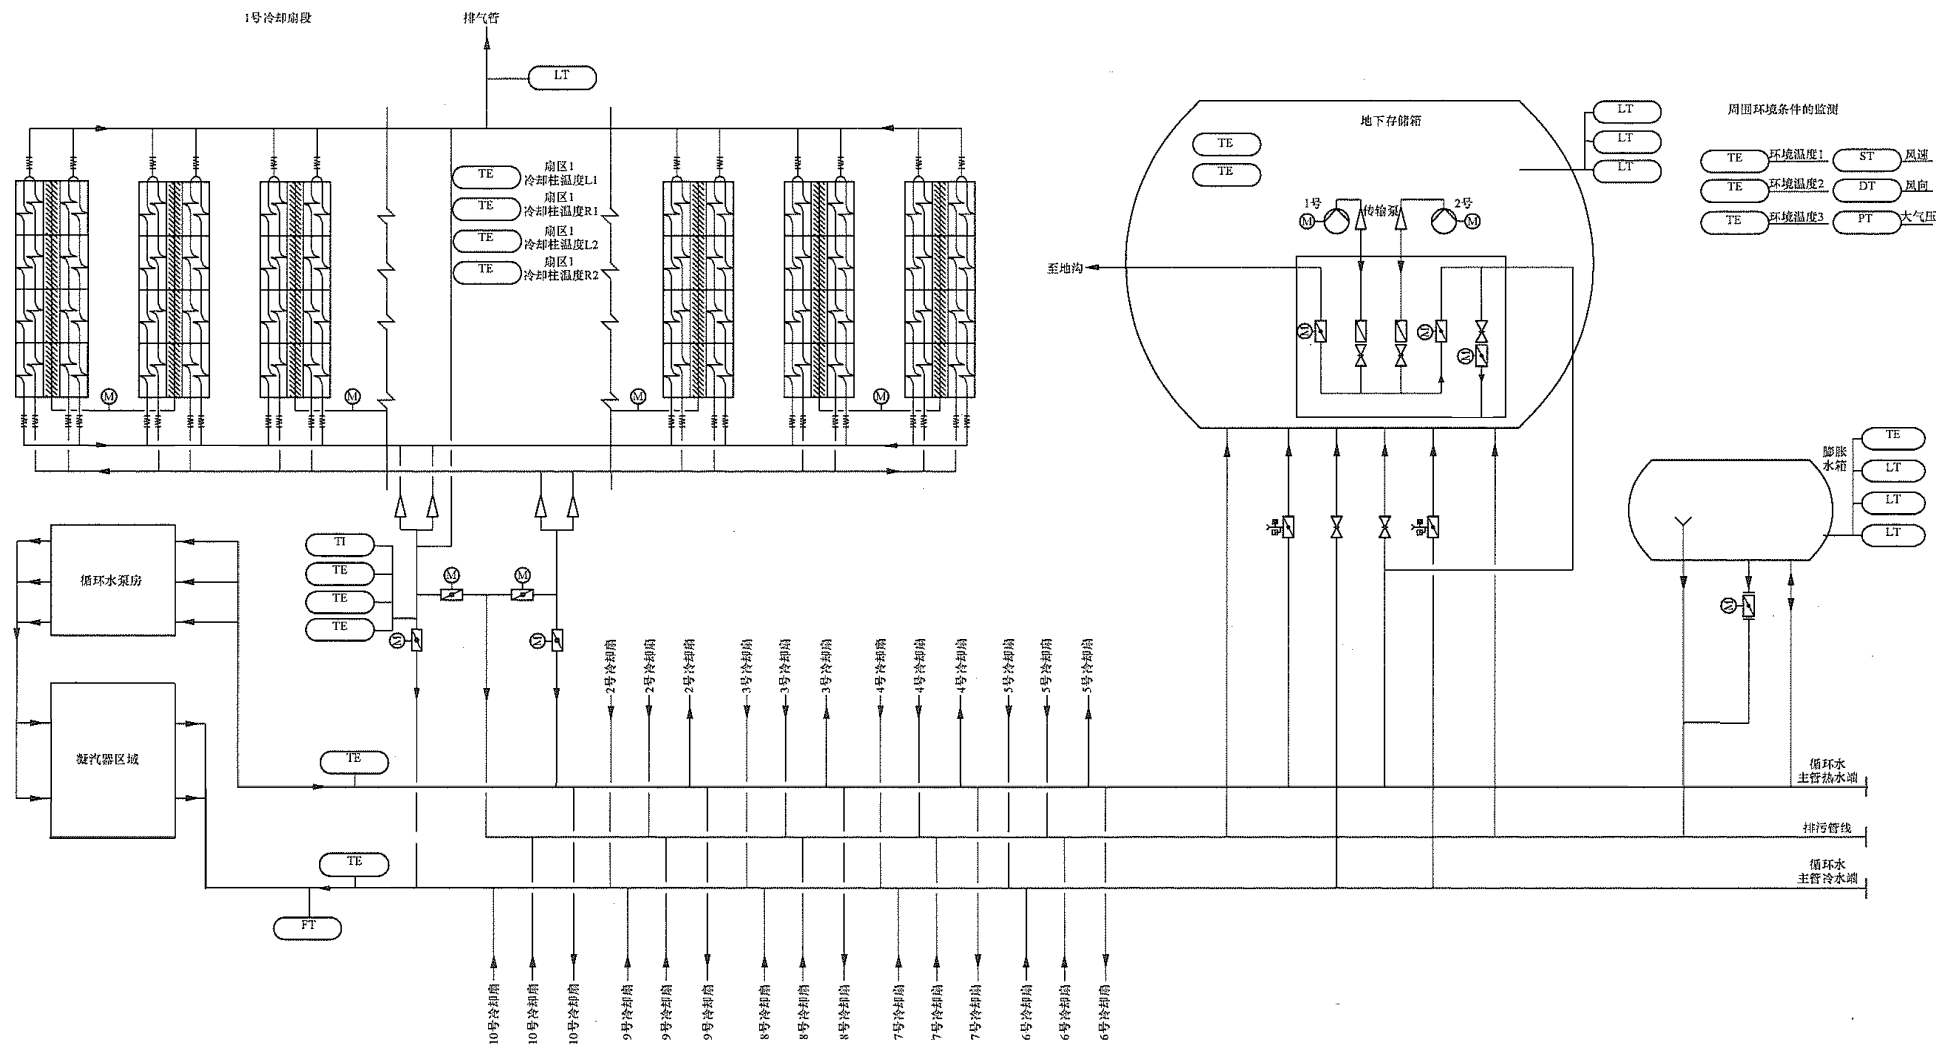 1号冷却扇段
排气管
LT
TE
扇区1
冷却柱温度L1
TE
扇区1
冷却柱温度R1
TE
扇区1
冷却柱温度L2
TE
扇区1
冷却柱温度R2
M
M
M
M
地下存储箱
TE
TE
LT
LT
LT
1号
传输泵
2号
M
M
至地沟
M
M
M
周围环境条件的监测
TE
环境温度1
ST
风速
TE
环境温度2
DT
风向
TE
环境温度3
PT
大气压
膨胀
水箱
TE
LT
LT
LT
M
循环水泵房
凝汽器区域
TI
TE
TE
TE
M
M
M
M
2号冷却扇
2号冷却扇
2号冷却扇
3号冷却扇
3号冷却扇
3号冷却扇
4号冷却扇
4号冷却扇
4号冷却扇
5号冷却扇
5号冷却扇
5号冷却扇
TE
循环水
主管热水端
排污管线
TE
循环水
主管冷水端
FT
10号冷却扇
10号冷却扇
10号冷却扇
9号冷却扇
9号冷却扇
9号冷却扇
8号冷却扇
8号冷却扇
8号冷却扇
7号冷却扇
7号冷却扇
7号冷却扇
6号冷却扇
6号冷却扇
6号冷却扇